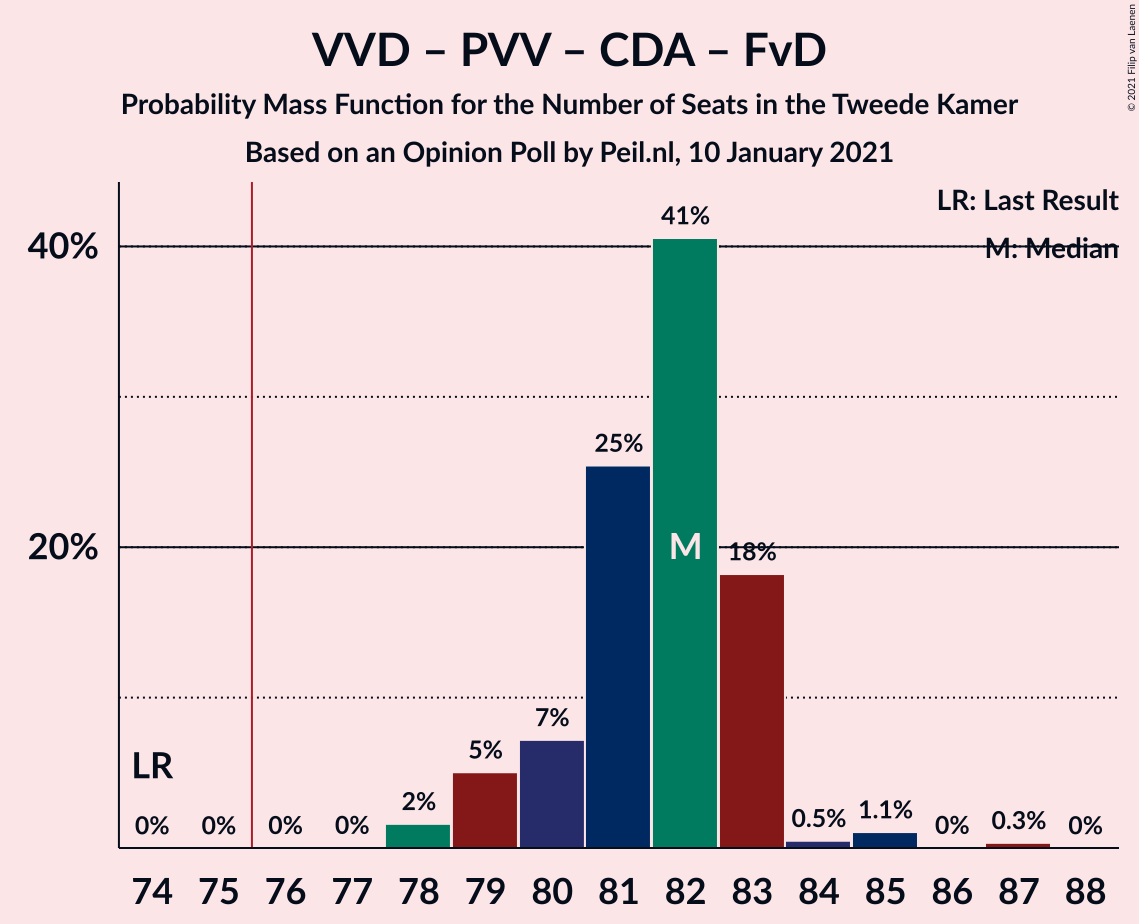 VVD – PVV – CDA – FvD
Probability Mass Function for the Number of Seats in the Tweede Kamer
Based on an Opinion Poll by Peil.nl, 10 January 2021
© 2021 Filip van Laenen
LR: Last Result
M: Median
40%
20%
41%
25%
18%
7%
5%
2%
0.5%
1.1%
0.3%
M
LR
0%
0%
0%
0%
0%
0%
74 75 76 77 78 79 80 81 82 83 84 85 86 87 88